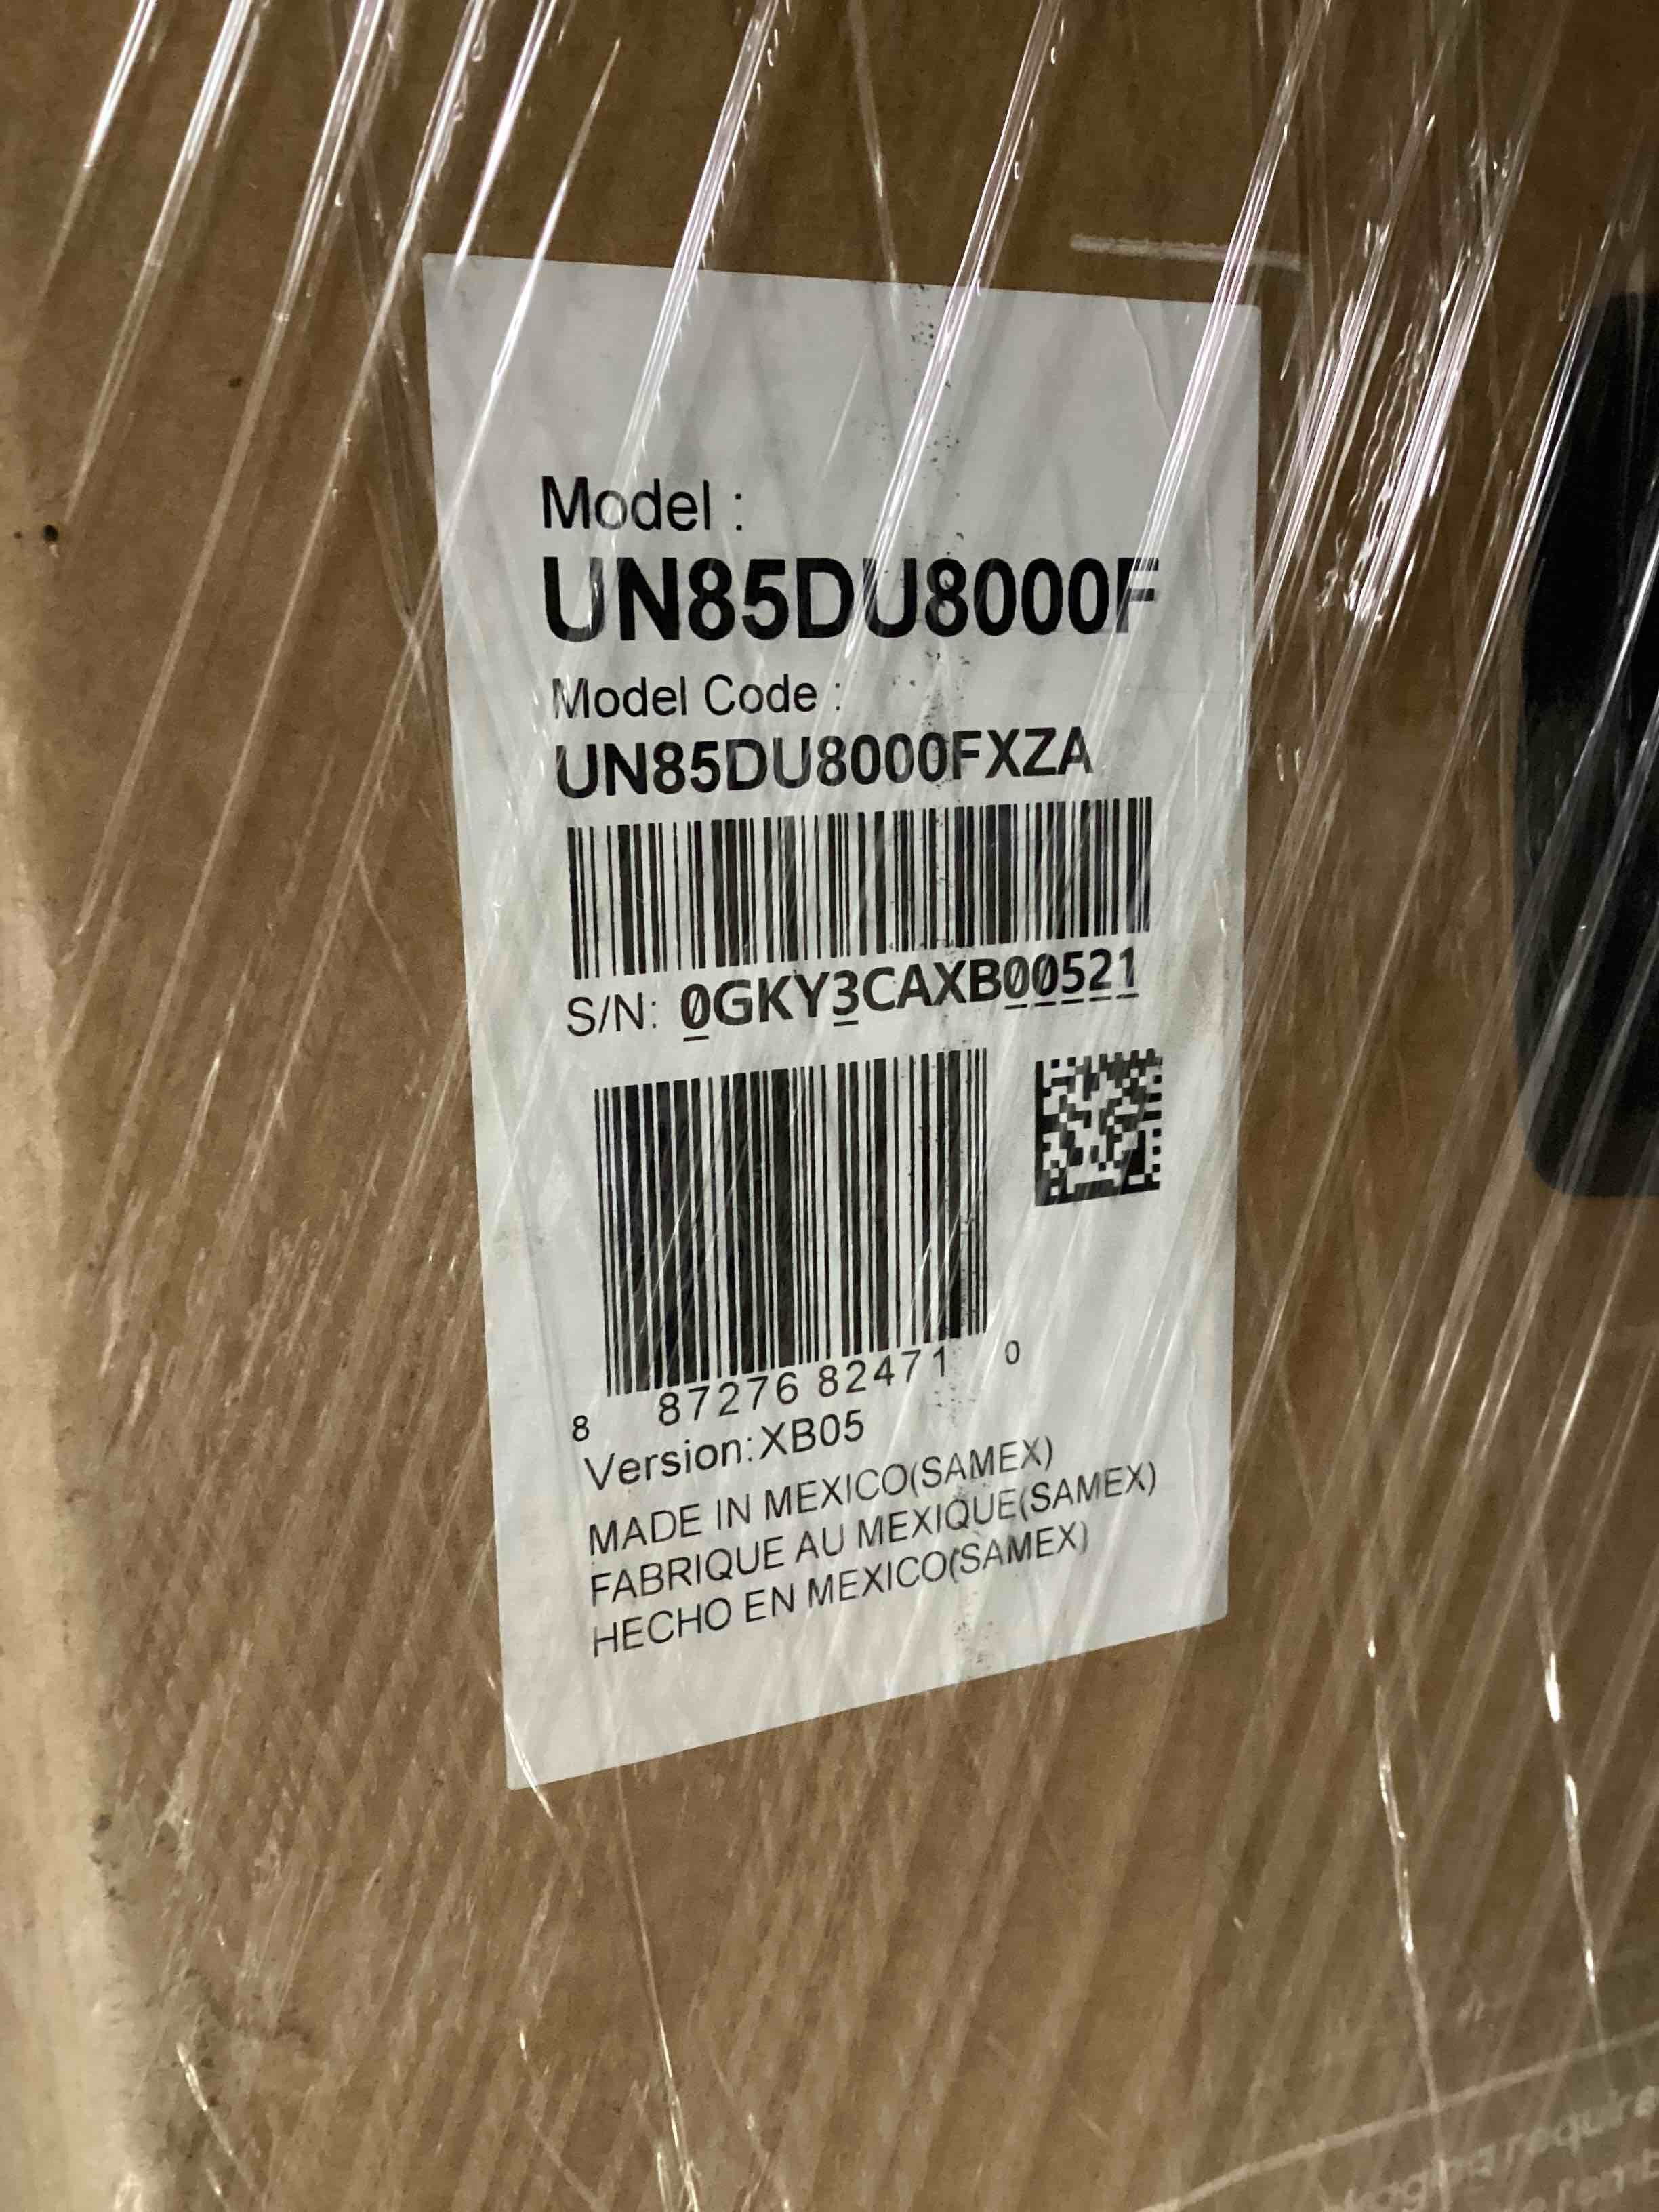 Model :
UN85DU8000F
Model Code :
UN85DU8000FXZA
S/N: 0GKY3CAXB00521
8 87276 82471 0
Version:XB05
MADE IN MEXICO(SAMEX)
FABRIQUE AU MEXIQUE(SAMEX)
HECHO EN MEXICO(SAMEX)